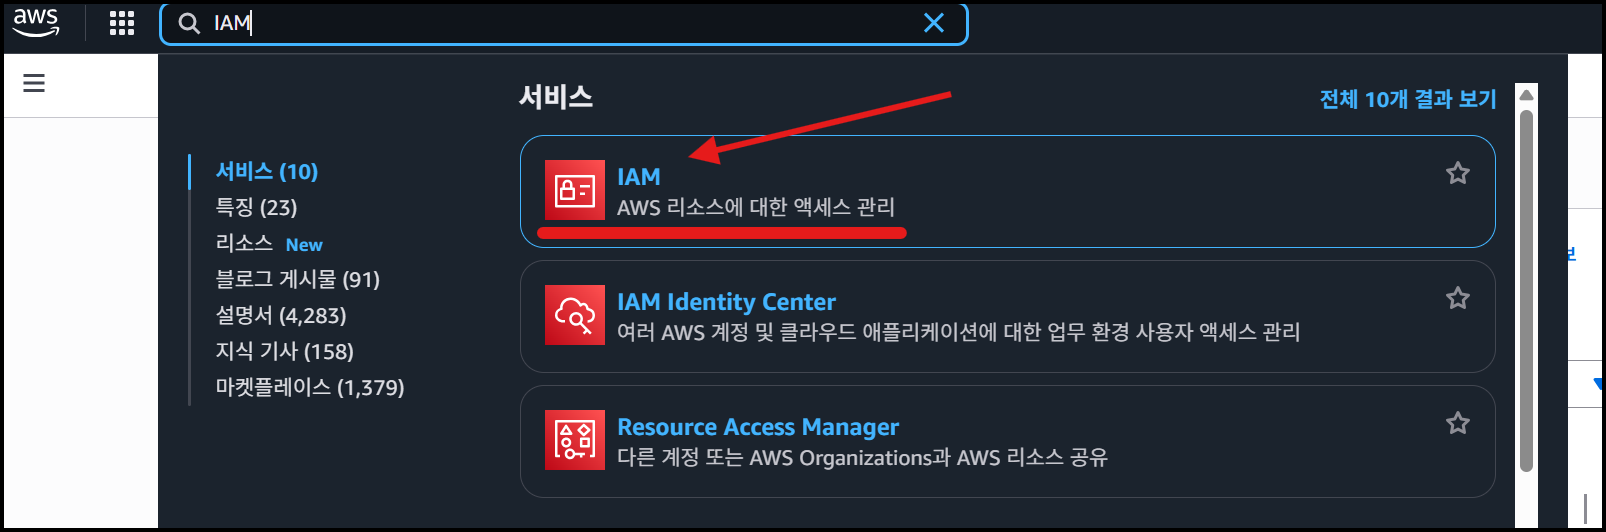 aws
IAM
서비스
전체 10개 결과 보기
서비스 (10)
특징 (23)
리소스 New
블로그 게시물 (91)
설명서 (4,283)
지식 기사 (158)
마켓플레이스 (1,379)
IAM
AWS 리소스에 대한 액세스 관리
IAM Identity Center
여러 AWS 계정 및 클라우드 애플리케이션에 대한 업무 환경 사용자 액세스 관리
Resource Access Manager
다른 계정 또는 AWS Organizations과 AWS 리소스 공유